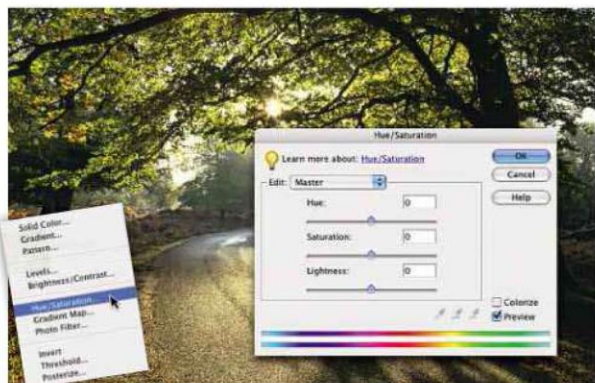 Hue/Saturation
Learn more about: Hue/Saturation
OK
Edit: Master
Cancel
Hue: 0
Help
Saturation: 0
Lightness: 0
Colorize
Preview
Solid Color...
Gradient...
Pattern...
Levels...
Brightness/Contrast...
Hue/Saturation...
Gradient Map...
Photo Filter...
Invert
Threshold...
Posterize...